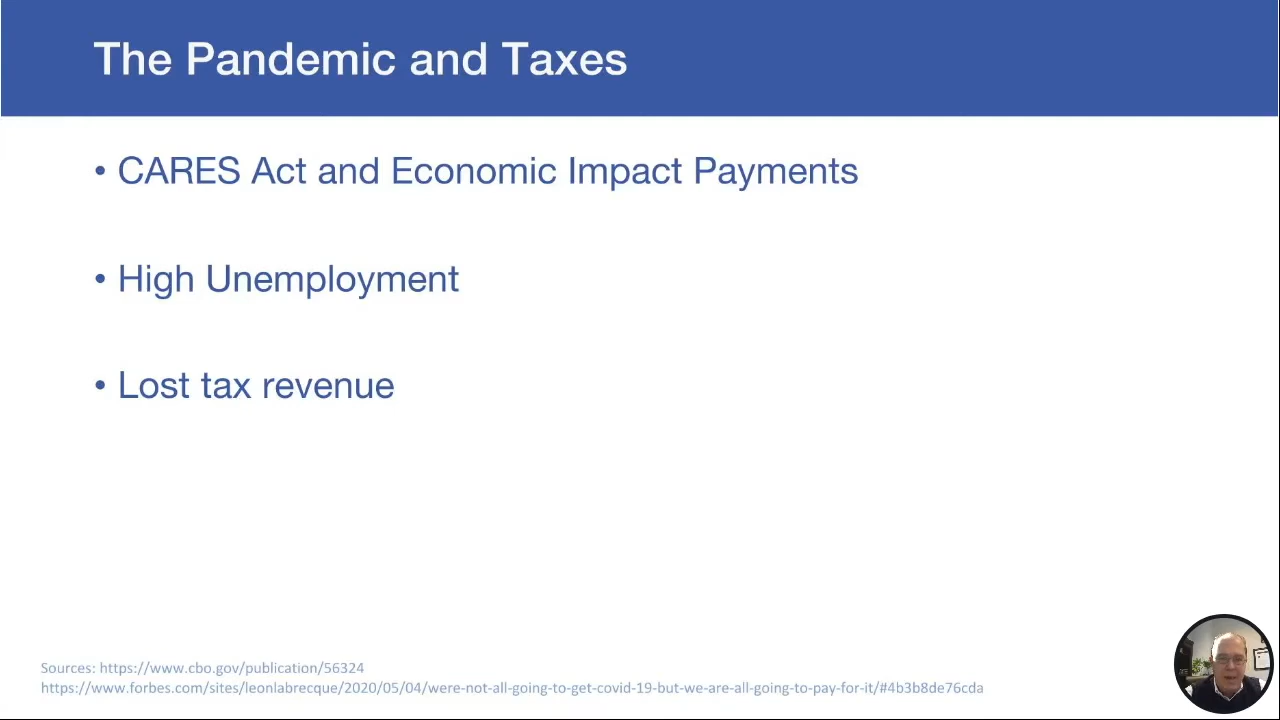 The Pandemic and Taxes
• CARES Act and Economic Impact Payments
• High Unemployment
• Lost tax revenue
Sources: https://www.cbo.gov/publication/56324
https://www.forbes.com/sites/leonlabrecque/2020/05/04/were-not-all-going-to-get-covid-19-but-we-are-all-going-to-pay-for-it/#4b3b8de76cda